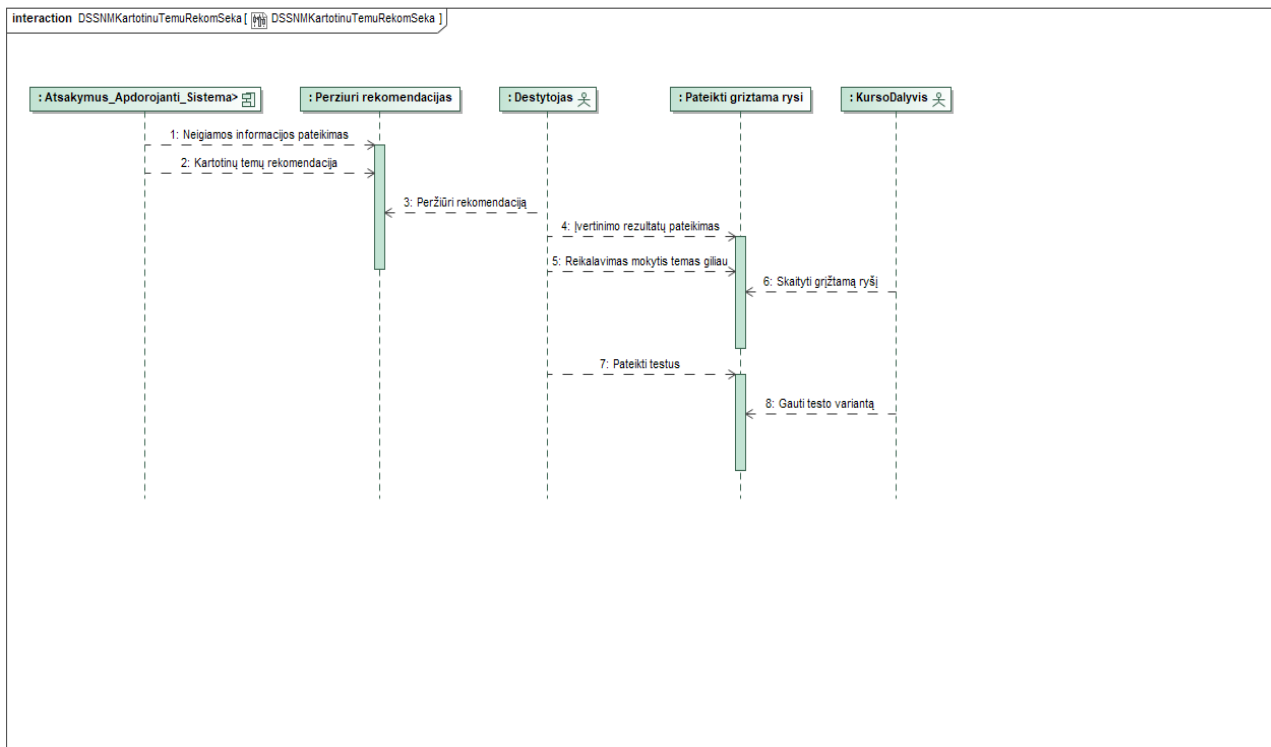 interaction DSSNMKartotinuTemuRekomSeka [ DSSNMKartotinuTemuRekomSeka ]
: Atsakymus_Apdorojanti_Sistema>
: Perziuri rekomendacijas
: Destytojas
: Pateikti griztama rysi
: KursoDalyvis
1: Neigiamos informacijos pateikimas
2: Kartotinų temų rekomendacija
3: Peržiūri rekomendaciją
4: Įvertinimo rezultatų pateikimas
5: Reikalavimas mokytis temas giliau
6: Skaityti grįžtamą ryšį
7: Pateikti testus
8: Gauti testo variantą